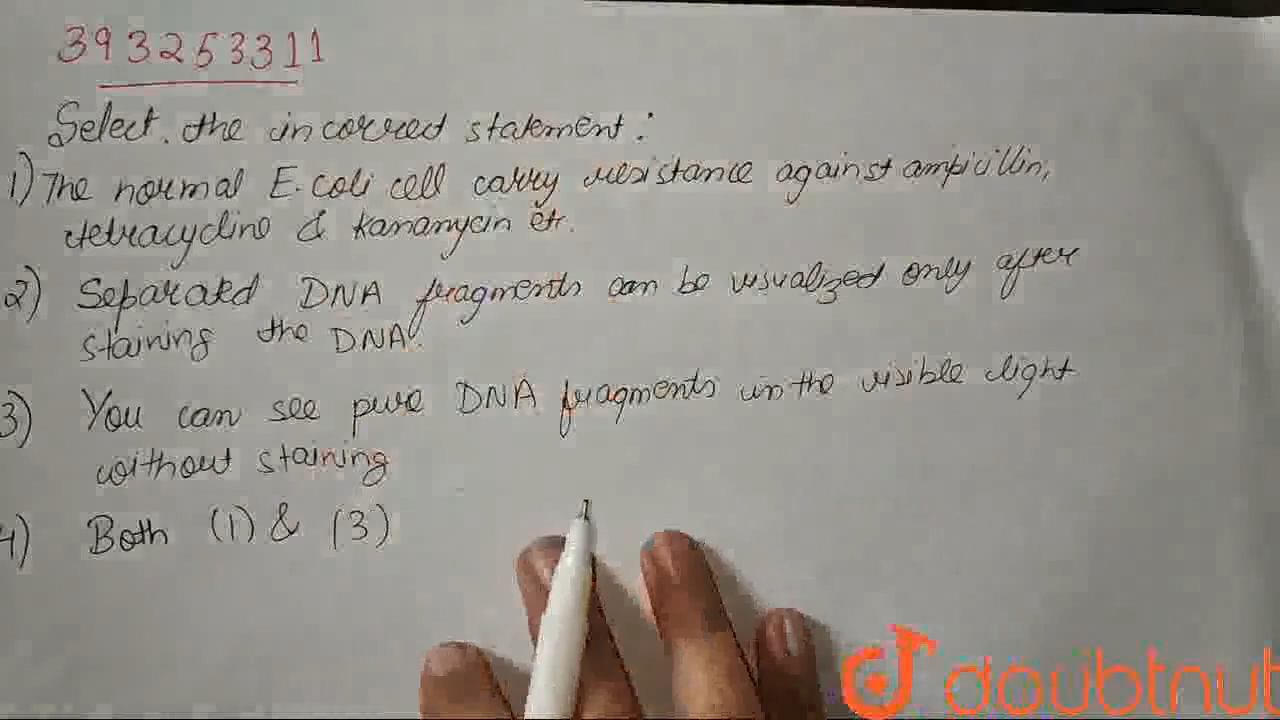 393253311
Select. the incorrect statement:
1) The normal E. coli cell carry resistance against ampicillin,
tetracycline & Kanamycin etc.
2) Separated DNA fragments can be visualized only after
staining the DNA.
3) You can see pure DNA fragments in the visible light
without staining
4) Both (1) & (3)
doubtnut